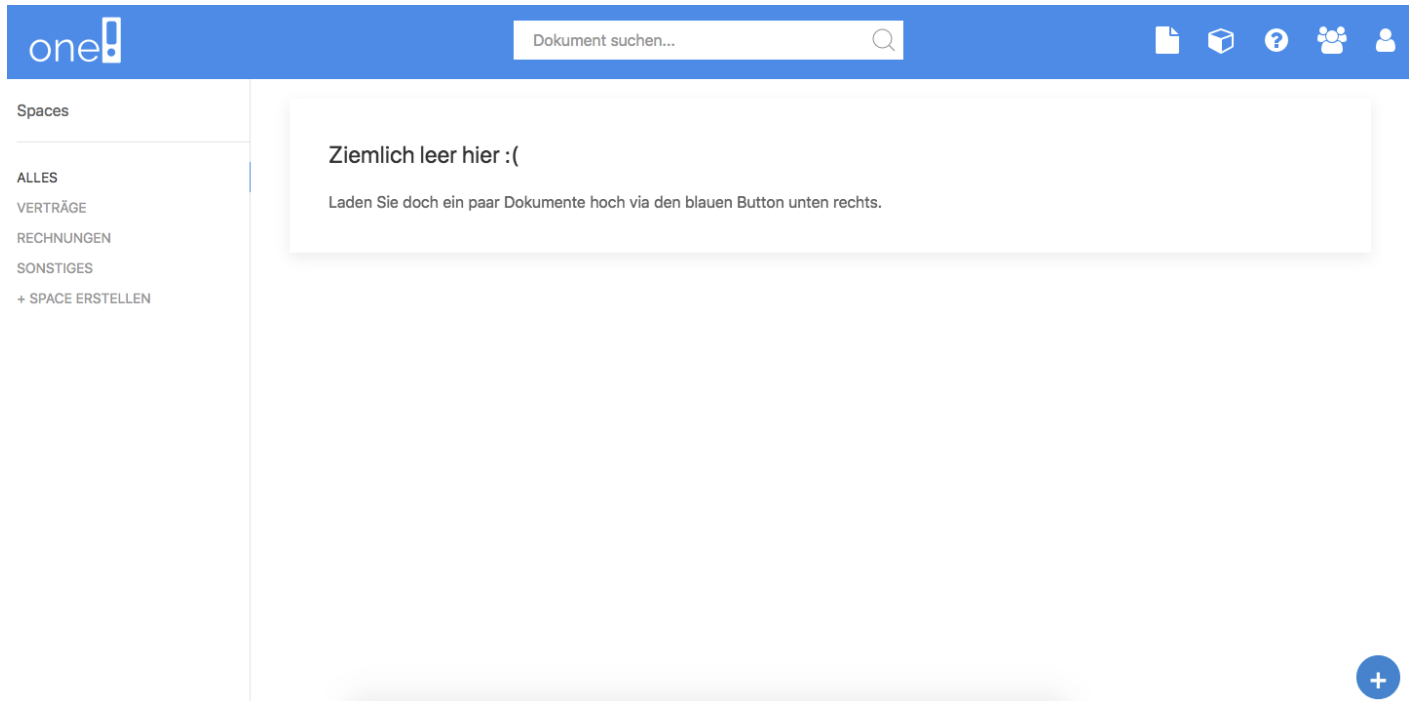 one!
Dokument suchen...
?
Spaces
ALLES
VERTRÄGE
RECHNUNGEN
SONSTIGES
+ SPACE ERSTELLEN
Ziemlich leer hier :(
Laden Sie doch ein paar Dokumente hoch via den blauen Button unten rechts.
+